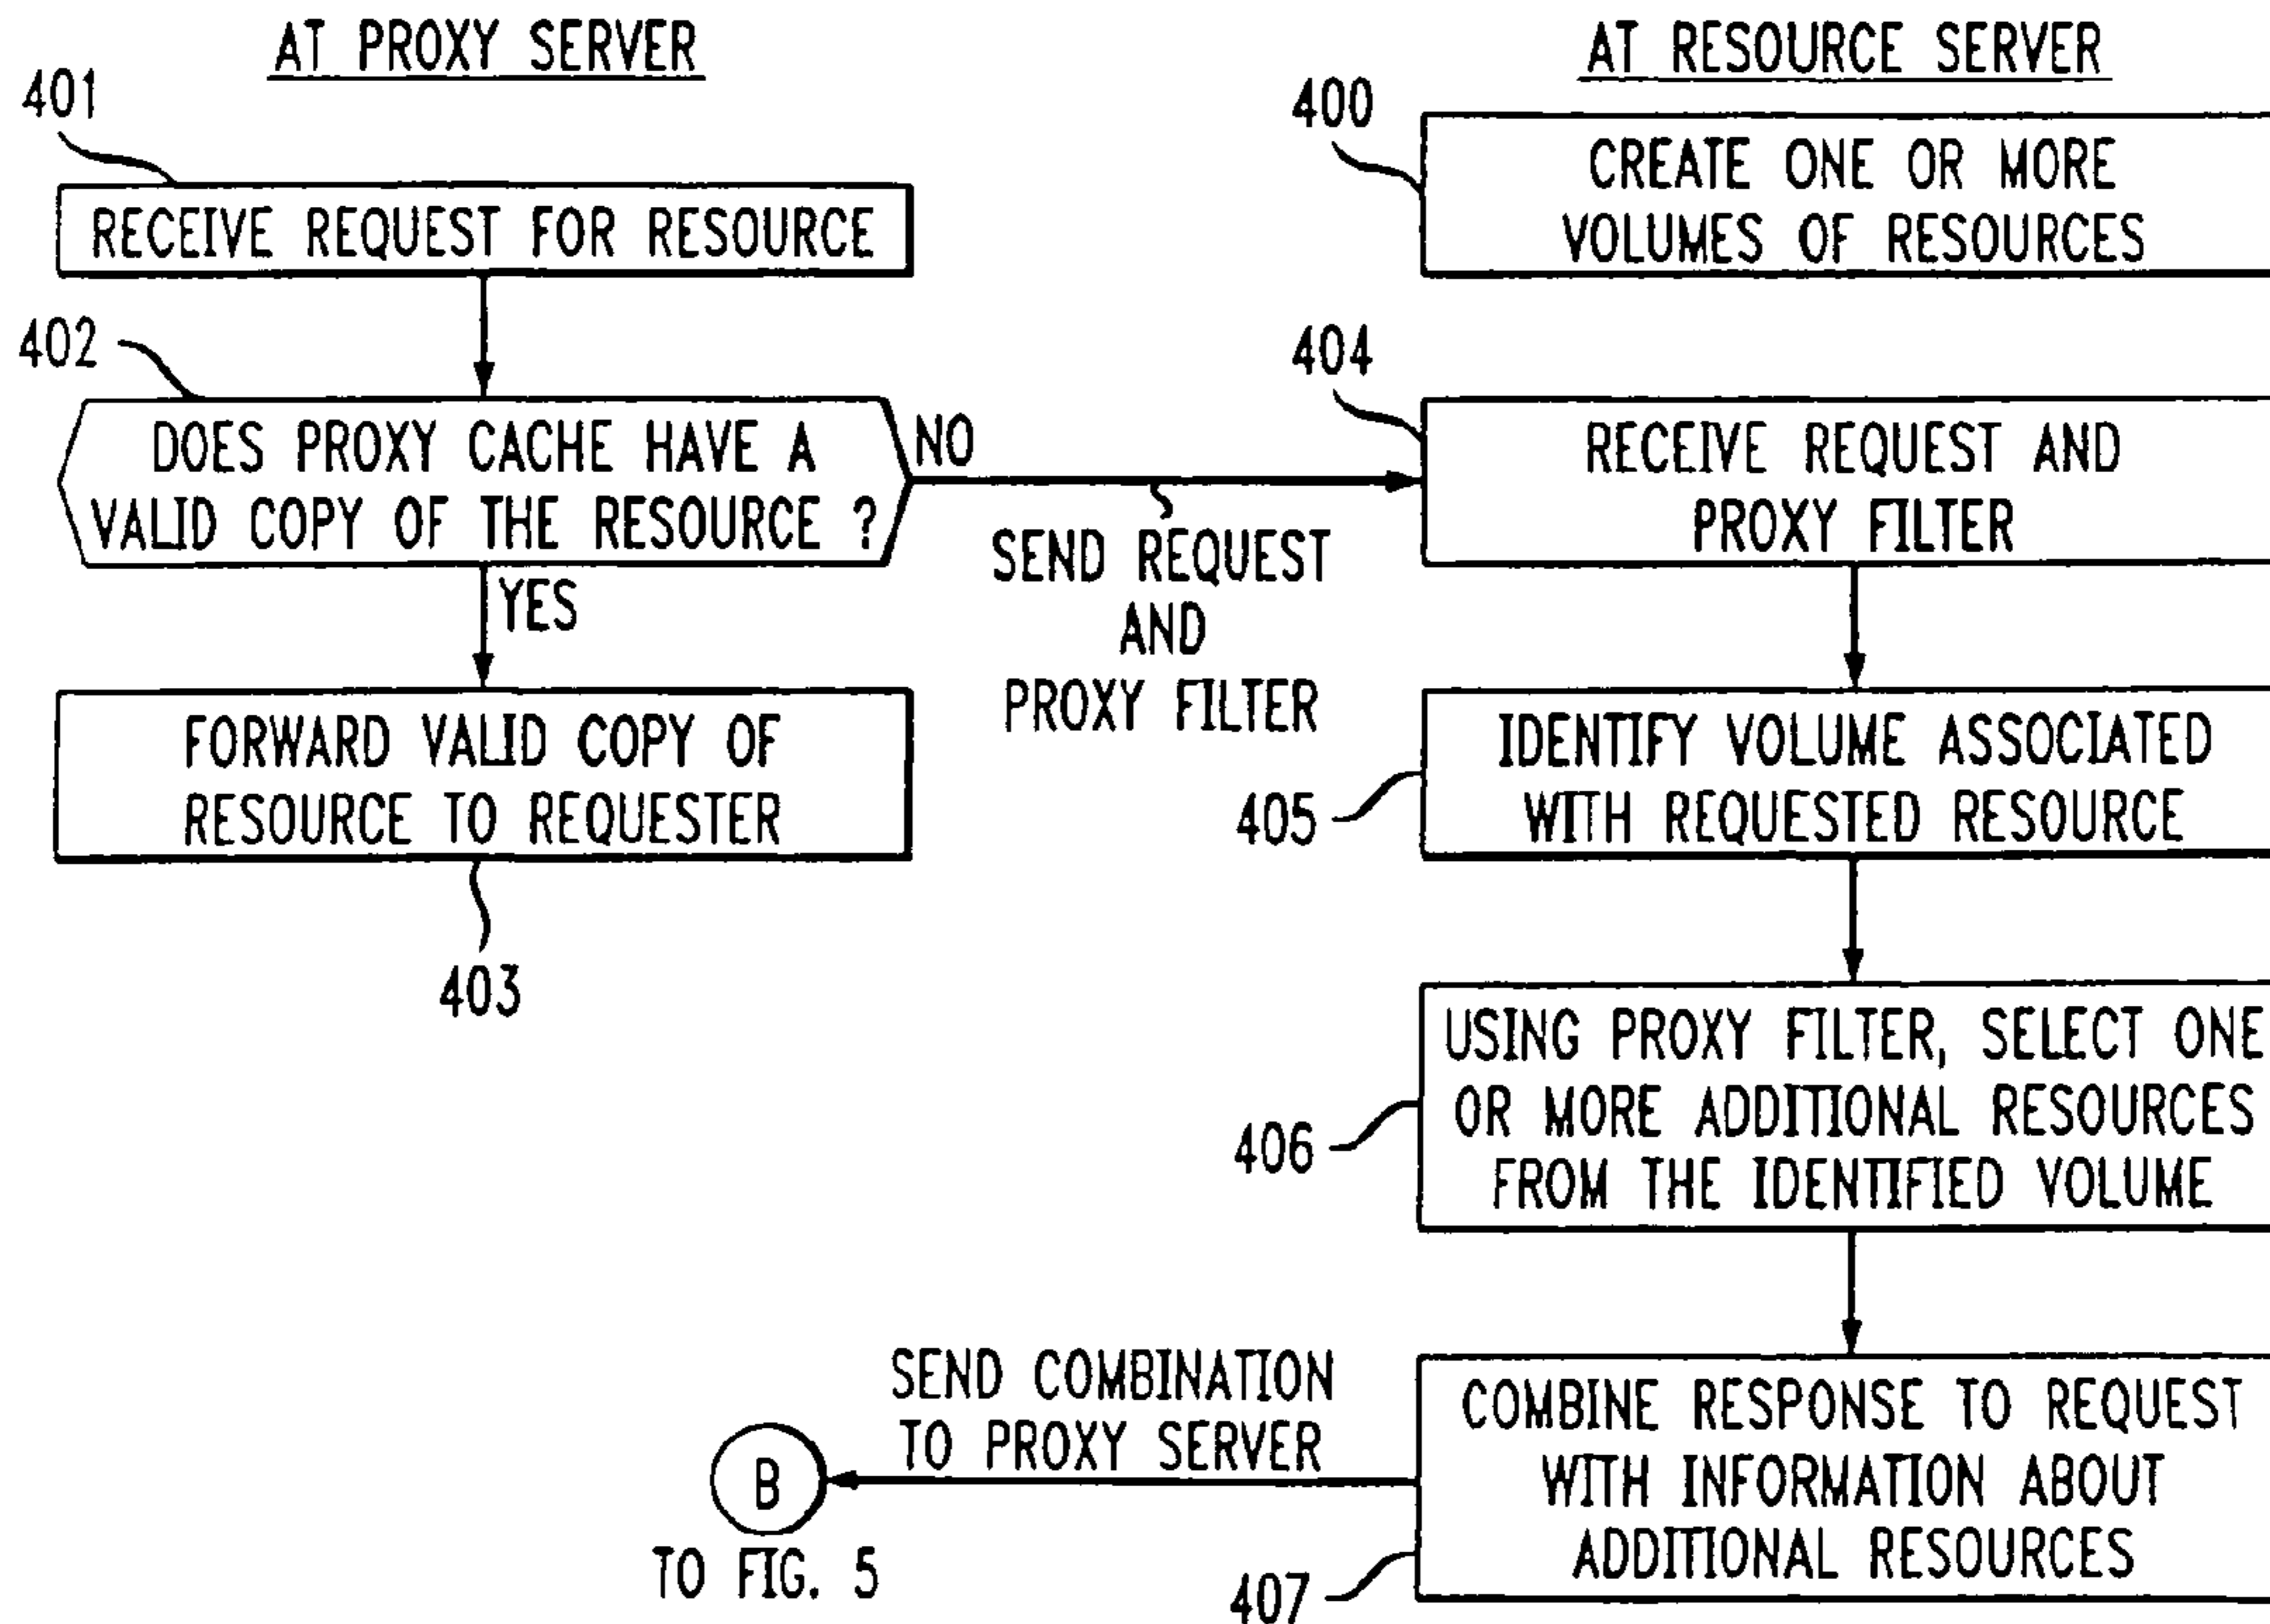 AT PROXY SERVER
401
RECEIVE REQUEST FOR RESOURCE
402
DOES PROXY CACHE HAVE A
VALID COPY OF THE RESOURCE ?
NO
YES
SEND REQUEST
AND
PROXY FILTER
FORWARD VALID COPY OF
RESOURCE TO REQUESTER
403
AT RESOURCE SERVER
400
CREATE ONE OR MORE
VOLUMES OF RESOURCES
404
RECEIVE REQUEST AND
PROXY FILTER
IDENTIFY VOLUME ASSOCIATED
WITH REQUESTED RESOURCE
405
USING PROXY FILTER, SELECT ONE
OR MORE ADDITIONAL RESOURCES
FROM THE IDENTIFIED VOLUME
406
COMBINE RESPONSE TO REQUEST
WITH INFORMATION ABOUT
ADDITIONAL RESOURCES
407
SEND COMBINATION
TO PROXY SERVER
B
TO FIG. 5